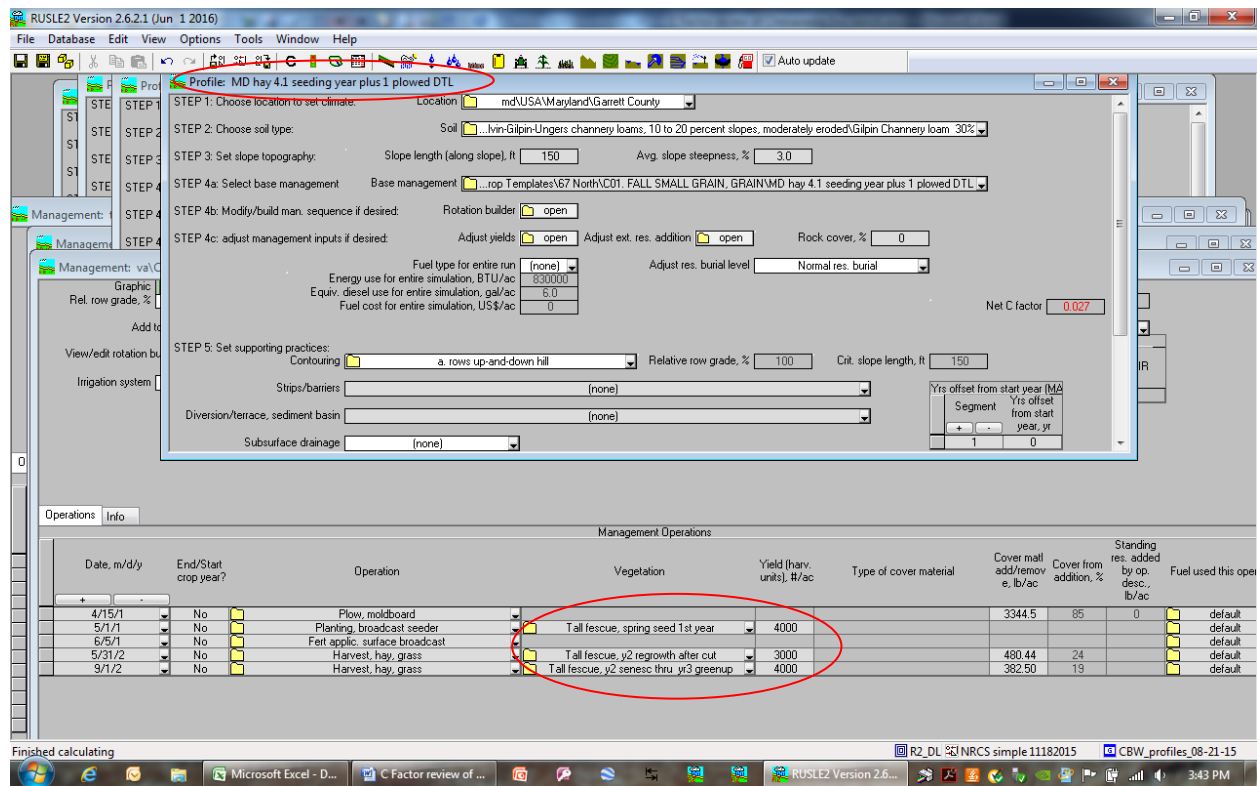 RUSLE2 Version 2.6.2.1 (Jun 1 2016)
File Database Edit View Options Tools Window Help
Auto update
Profile: MD hay 4.1 seeding year plus 1 plowed DTL
STEP 1: Choose location to set climate: Location md\USA\Maryland\Garrett County
STEP 2: Choose soil type: Soil ...lvin-Gilpin-Ungers channery loams, 10 to 20 percent slopes, moderately eroded\Gilpin Channery loam 30%
STEP 3: Set slope topography: Slope length (along slope), ft 150 Avg. slope steepness, % 3.0
STEP 4a: Select base management Base management ...rop Templates\67 North\C01. FALL SMALL GRAIN, GRAIN\MD hay 4.1 seeding year plus 1 plowed DTL
STEP 4b: Modify/build man. sequence if desired: Rotation builder open
STEP 4c: adjust management inputs if desired: Adjust yields open Adjust ext. res. addition open Rock cover, % 0
Fuel type for entire run (none) Adjust res. burial level Normal res. burial
Energy use for entire simulation, BTU/ac 830000
Equiv. diesel use for entire simulation, gal/ac 6.0
Fuel cost for entire simulation, US$/ac 0
Net C factor 0.027
STEP 5: Set supporting practices:
Contouring a. rows up-and-down hill Relative row grade, % 100 Crit. slope length, ft 150
Strips/barriers (none)
Diversion/terrace, sediment basin (none)
Subsurface drainage (none)
Yrs offset from start year (MA
Segment Yrs offset from start year, yr
+ -
1 0
Prof
STE STEP 1
STE STEP 2
STE STEP 3
STE STEP 4
Management: t STEP 4
Manageme STEP 4
Management: va\C
Graphic
Rel. row grade, %
Add to
View/edit rotation bu
Irrigation system
IR
0
Operations Info
Management Operations
Date, m/d/y End/Start crop year? Operation Vegetation Yield (harv. units), #/ac Type of cover material Cover matl add/remov e, lb/ac Cover from addition, % Standing res. added by op. desc., lb/ac Fuel used this oper
+ -
4/15/1 No Plow, moldboard 3344.5 85 0 default
5/1/1 No Planting, broadcast seeder Tall fescue, spring seed 1st year 4000 default
6/5/1 No Fert applic. surface broadcast default
5/31/2 No Harvest, hay, grass Tall fescue, y2 regrowth after cut 3000 480.44 24 default
9/1/2 No Harvest, hay, grass Tall fescue, y2 senesc thru yr3 greenup 4000 382.50 19 default
Finished calculating R2_DL NRCS simple 11182015 CBW_profiles_08-21-15
Microsoft Excel - D... C Factor review of ... RUSLE2 Version 2.6... 3:43 PM